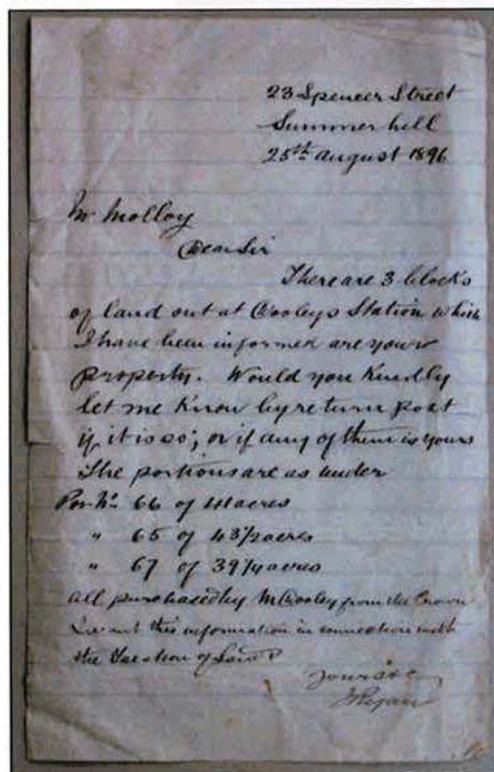 23 Spencer Street
Summer hill
25th August 1896
Mr Molloy
Dear Sir
There are 3 blocks
of land out at Cooleys Station which
I have been informed are your
property. Would you kindly
let me know by return post
if it is so; or if any of them is yours
The portions are as under
Por No 66 of acres
" 65 of 43½ acres
" 67 of 39¼ acres
all purchased by M Cooley from the Crown
I want this information in connection with
the of Land
Yours &c
J Regan